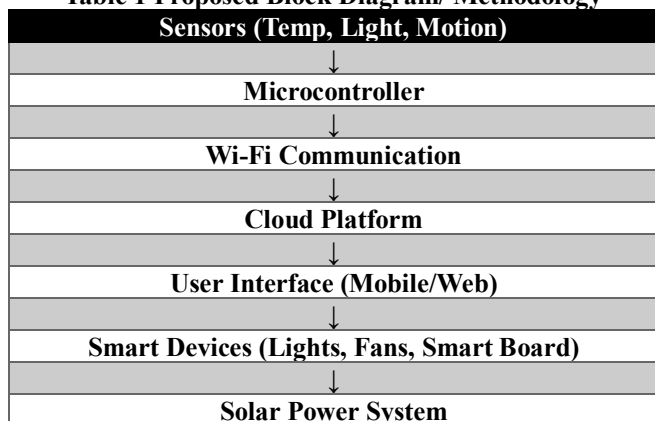 Table 1 Proposed Block Diagram/ Methodology
Sensors (Temp, Light, Motion)
↓
Microcontroller
↓
Wi-Fi Communication
↓
Cloud Platform
↓
User Interface (Mobile/Web)
↓
Smart Devices (Lights, Fans, Smart Board)
↓
Solar Power System